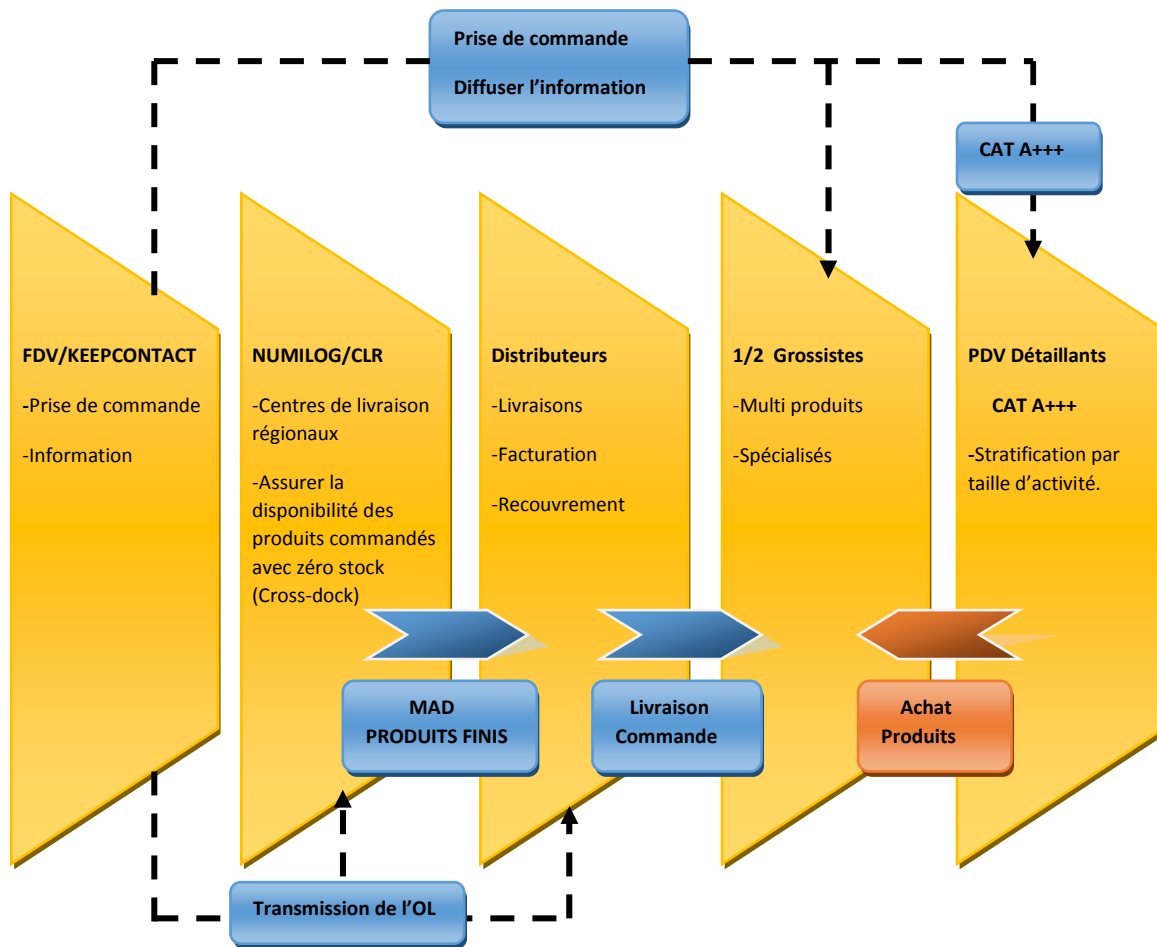 Prise de commande
Diffuser l’information
CAT A+++
FDV/KEEPCONTACT
-Prise de commande
-Information
NUMILOG/CLR
-Centres de livraison
régionaux
-Assurer la
disponibilité des
produits commandés
avec zéro stock
(Cross-dock)
Distributeurs
-Livraisons
-Facturation
-Recouvrement
1/2 Grossistes
-Multi produits
-Spécialisés
PDV Détaillants
CAT A+++
-Stratification par
taille d’activité.
MAD
PRODUITS FINIS
Livraison
Commande
Achat
Produits
Transmission de l’OL